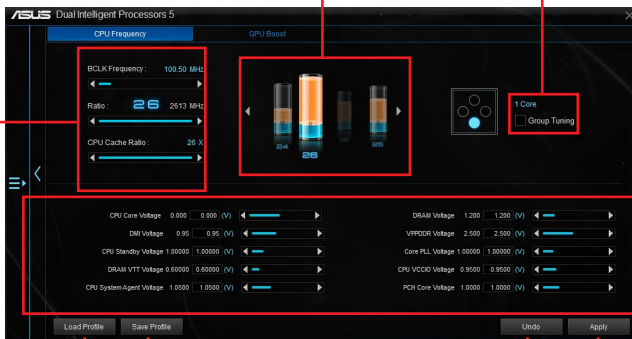 ASUS Dual Intelligent Processors 5
CPU Frequency GPU Boost
BCLK Frequency : 100.50 MHz
Ratio : 26 2613 MHz
CPU Cache Ratio : 26 X
24 26 25
1 Core
Group Tuning
CPU Core Voltage 0.000 0.000 (V)
DRAM Voltage 1.200 1.200 (V)
DMI Voltage 0.95 0.95 (V)
VPPDDR Voltage 2.500 2.500 (V)
CPU Standby Voltage 1.00000 1.00000 (V)
Core PLL Voltage 1.00000 1.00000 (V)
DRAM VTT Voltage 0.60000 0.60000 (V)
CPU VCCIO Voltage 0.9500 0.9500 (V)
CPU System Agent Voltage 1.0500 1.0500 (V)
PCH Core Voltage 1.0000 1.0000 (V)
Load Profile Save Profile Undo Apply